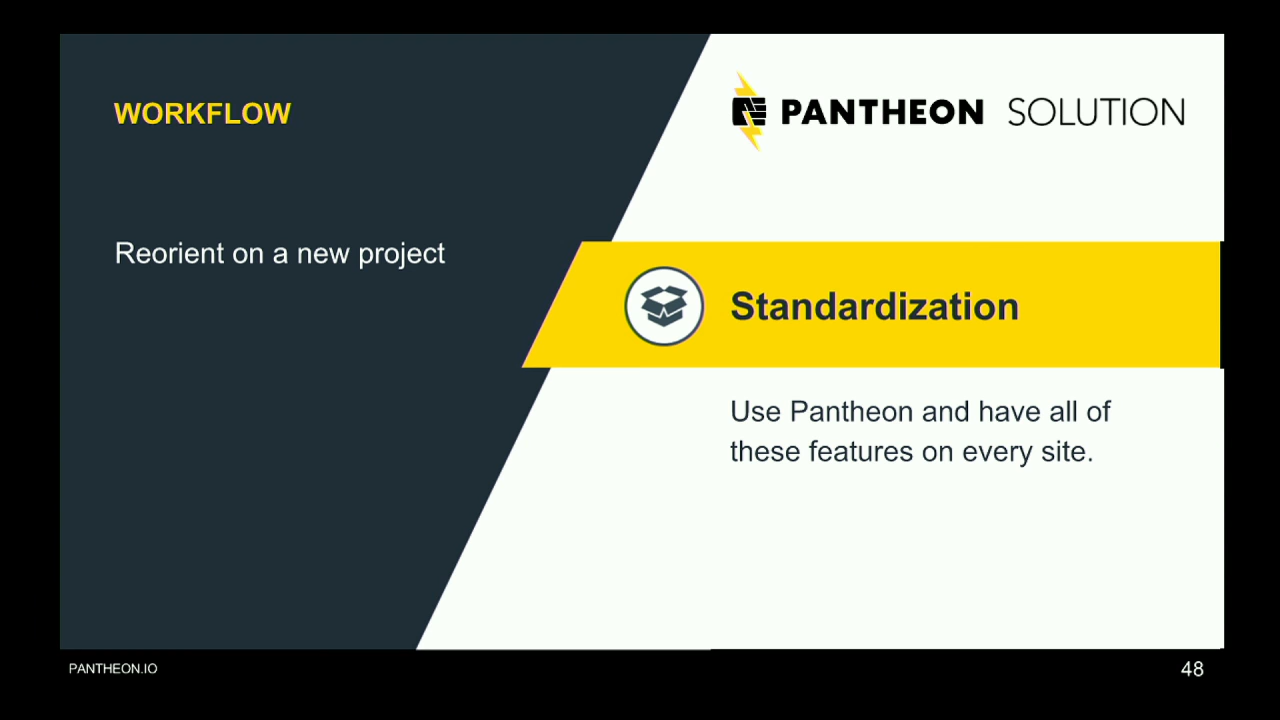 WORKFLOW
PANTHEON SOLUTION
Reorient on a new project
Standardization
Use Pantheon and have all of
these features on every site.
PANTHEON.IO
48